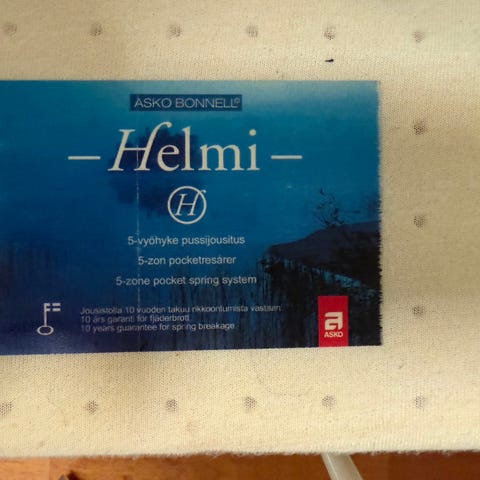 ASKO BONNELL®
– Helmi –
H
5-vyöhyke pussijousitus
5-zon pocketresårer
5-zone pocket spring system
Jousistolla 10 vuoden takuu rikkoontumista vastaan.
10 års garanti för fjäderbrott.
10 years guarantee for spring breakage.
a
ASKO